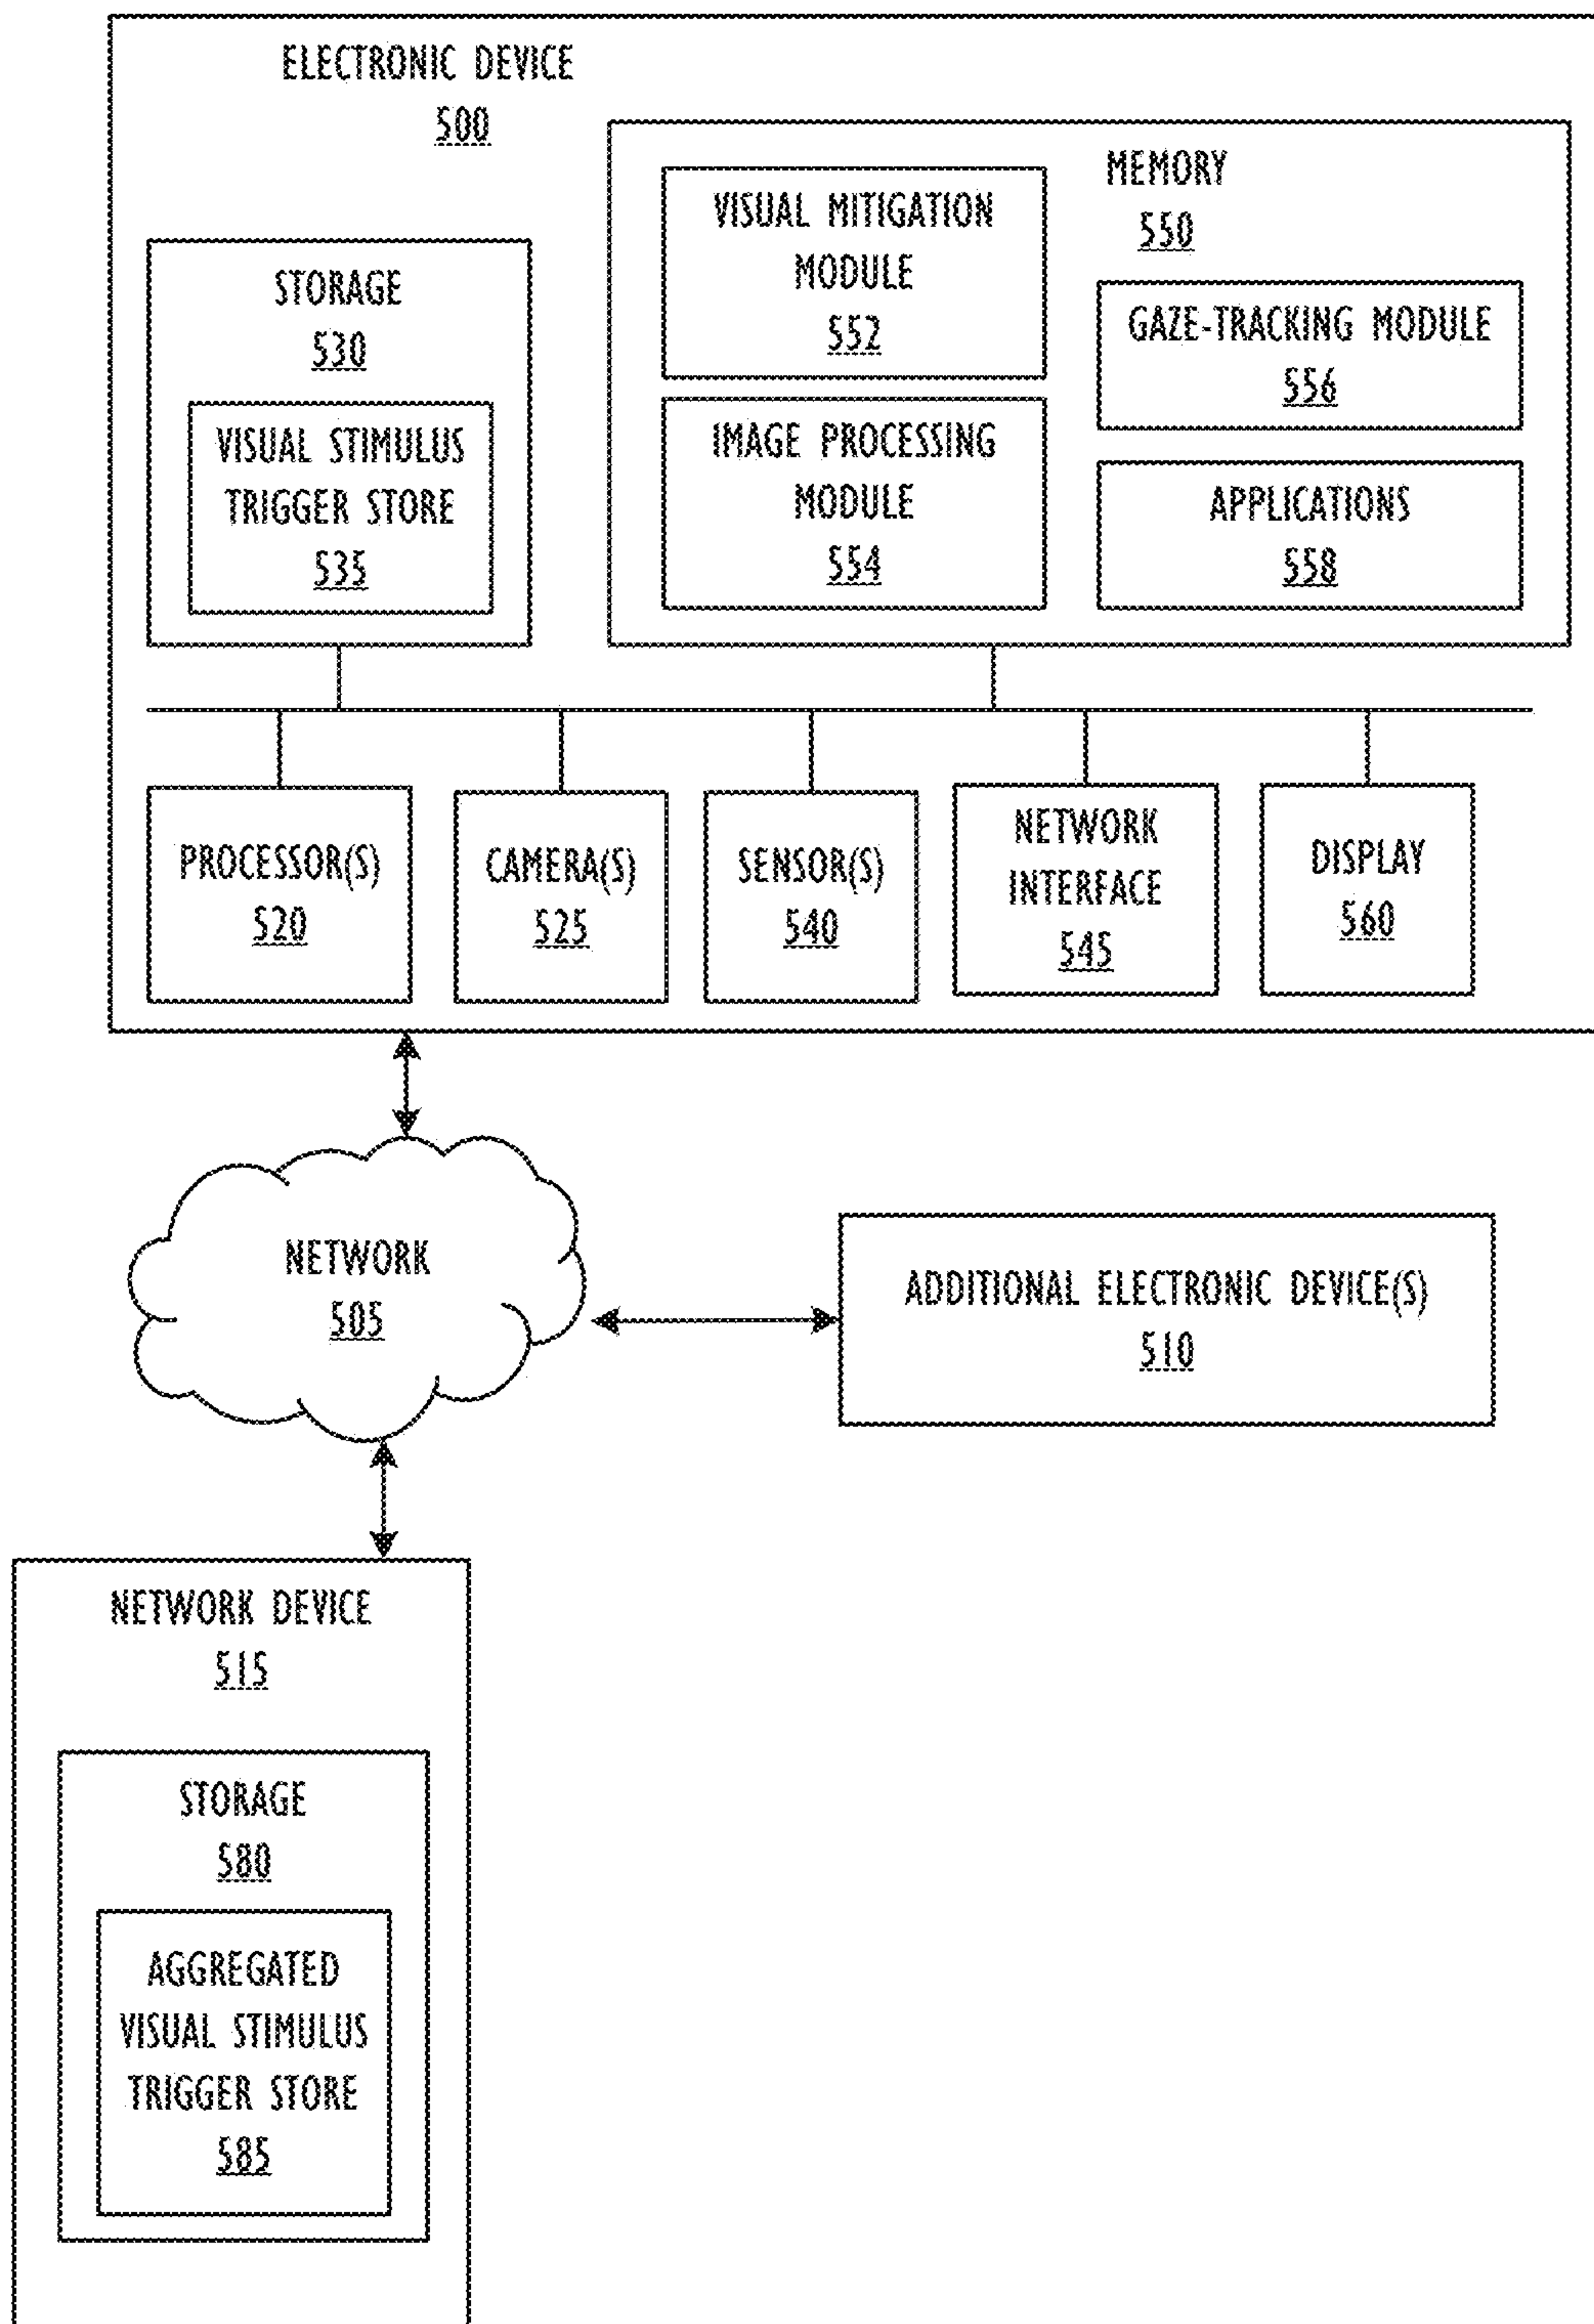 ELECTRONIC DEVICE
500
MEMORY
550
VISUAL MITIGATION
MODULE
552
IMAGE PROCESSING
MODULE
554
GAZE-TRACKING MODULE
556
APPLICATIONS
558
STORAGE
530
VISUAL STIMULUS
TRIGGER STORE
535
PROCESSOR(S)
520
CAMERA(S)
525
SENSOR(S)
540
NETWORK
INTERFACE
545
DISPLAY
560
NETWORK
505
ADDITIONAL ELECTRONIC DEVICE(S)
510
NETWORK DEVICE
515
STORAGE
580
AGGREGATED
VISUAL STIMULUS
TRIGGER STORE
585